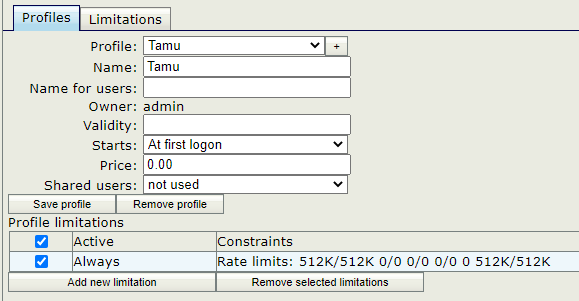 Profiles Limitations
Profile: Tamu +
Name: Tamu
Name for users:
Owner: admin
Validity:
Starts: At first logon
Price: 0.00
Shared users: not used
Save profile Remove profile
Profile limitations
Active Constraints
Always Rate limits: 512K/512K 0/0 0/0 0/0 0 512K/512K
Add new limitation Remove selected limitations